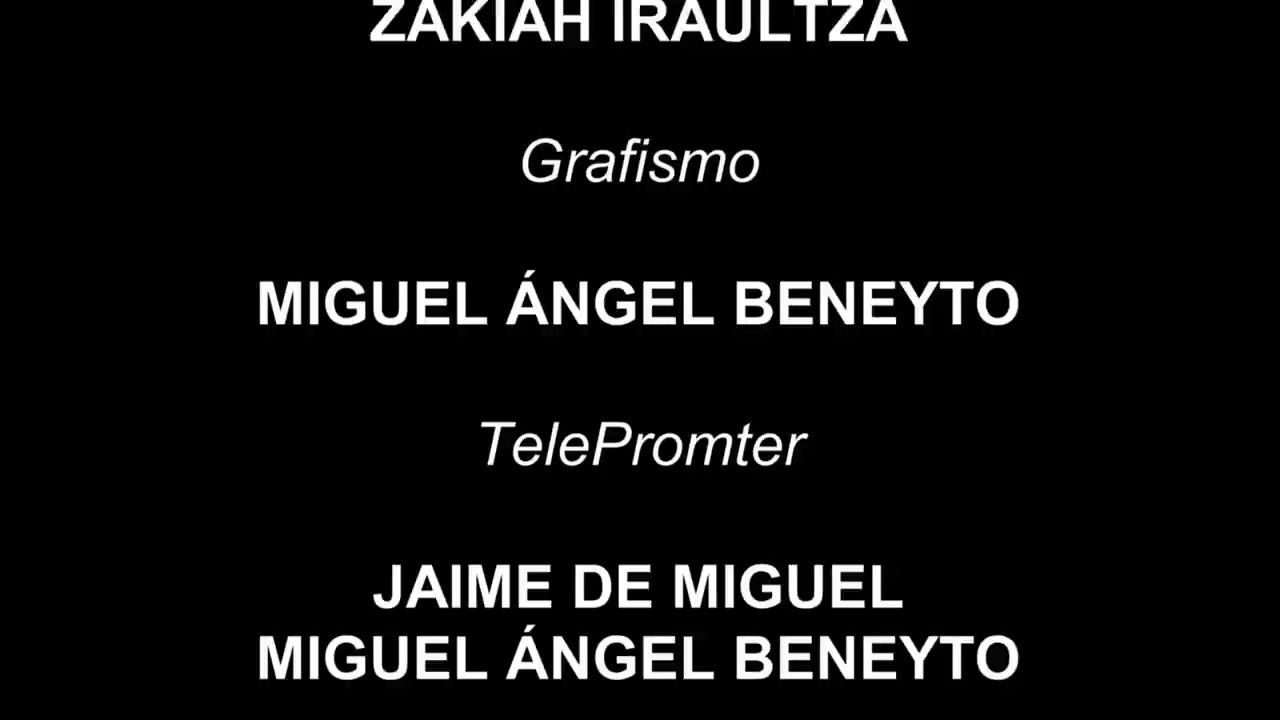 ZAKIAH IRAULTZA
Grafismo
MIGUEL ÁNGEL BENEYTO
TelePromter
JAIME DE MIGUEL
MIGUEL ÁNGEL BENEYTO